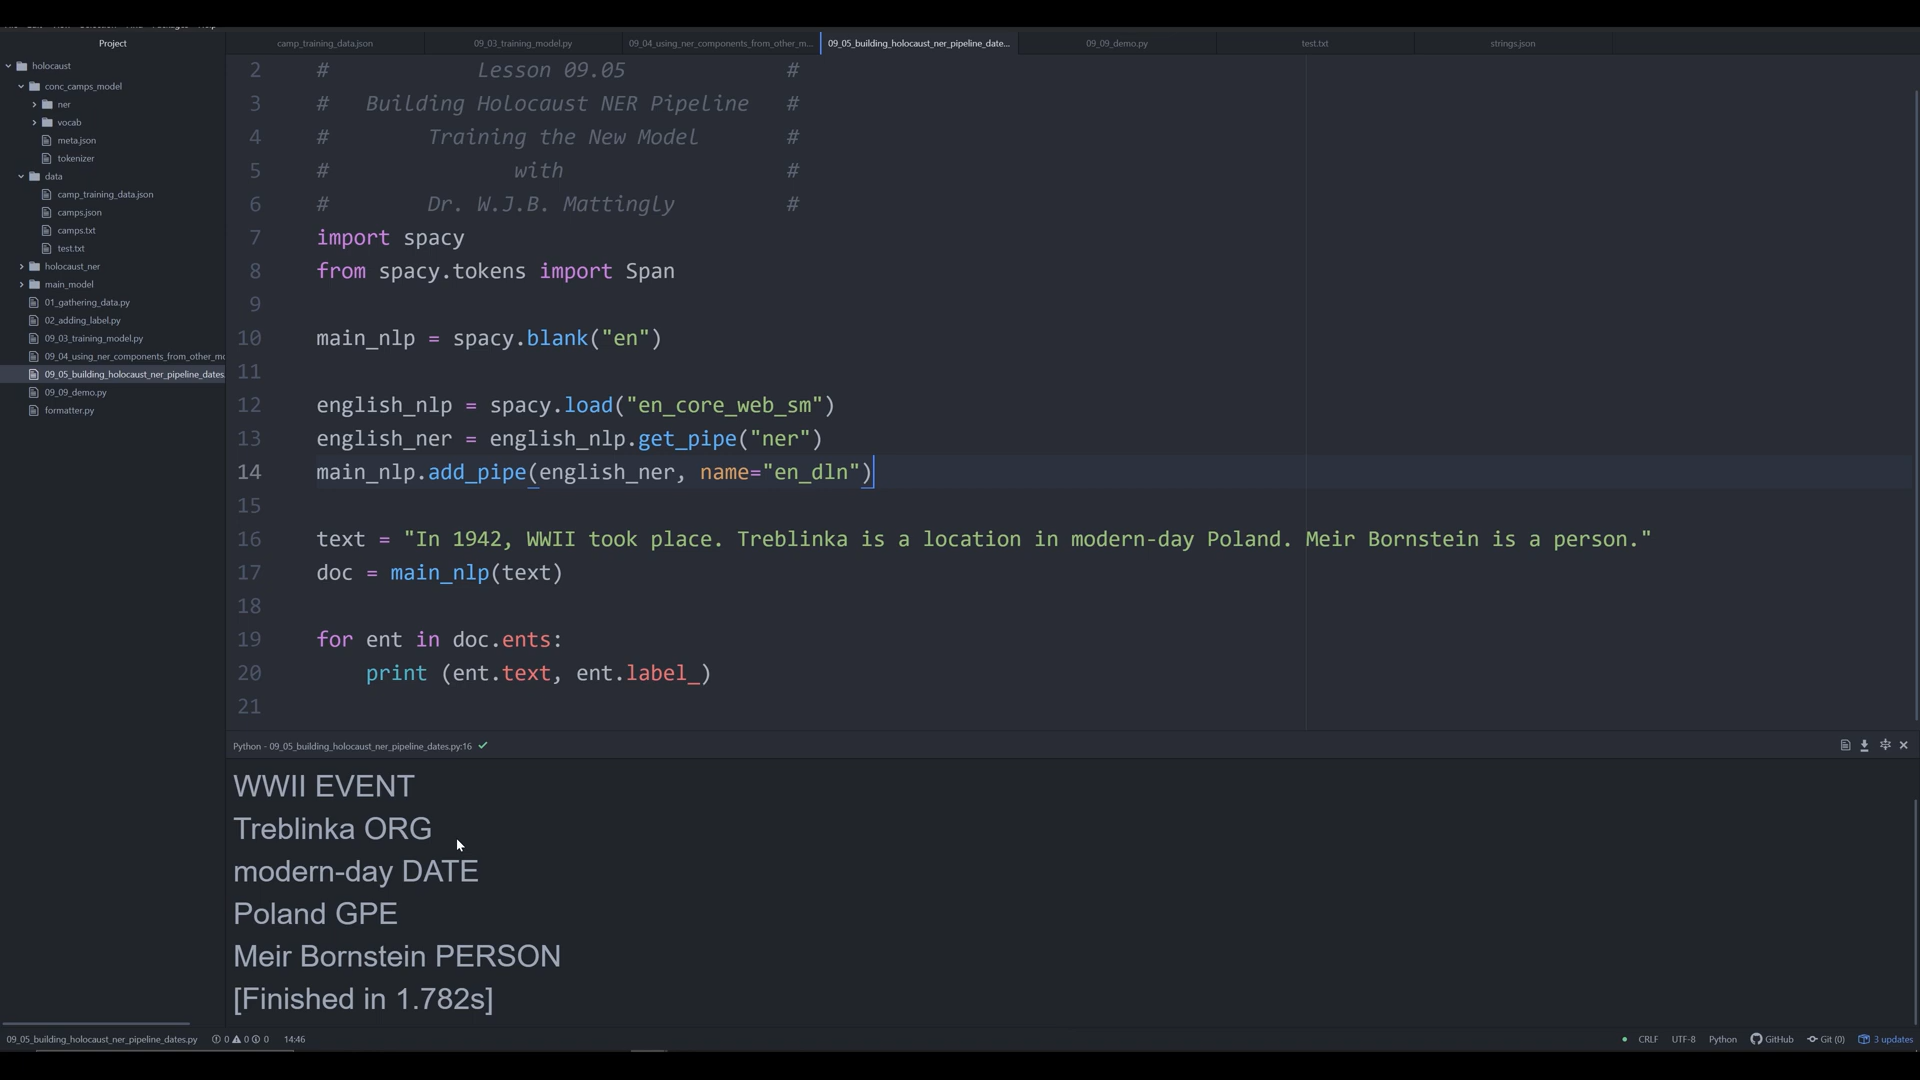 Project
holocaust
conc_camps_model
ner
vocab
meta.json
tokenizer
data
camp_training_data.json
camps.json
camps.txt
test.txt
holocaust_ner
main_model
01_gathering_data.py
02_adding_label.py
09_03_training_model.py
09_04_using_ner_components_from_other_mo
09_05_building_holocaust_ner_pipeline_dates.
09_09_demo.py
formatter.py
camp_training_data.json 09_03_training_model.py 09_04_using_ner_components_from_other_m... 09_05_building_holocaust_ner_pipeline_date... 09_09_demo.py test.txt strings.json
2 # Lesson 09.05 #
3 # Building Holocaust NER Pipeline #
4 # Training the New Model #
5 # with #
6 # Dr. W.J.B. Mattingly #
7 import spacy
8 from spacy.tokens import Span
9
10 main_nlp = spacy.blank("en")
11
12 english_nlp = spacy.load("en_core_web_sm")
13 english_ner = english_nlp.get_pipe("ner")
14 main_nlp.add_pipe(english_ner, name="en_dln")
15
16 text = "In 1942, WWII took place. Treblinka is a location in modern-day Poland. Meir Bornstein is a person."
17 doc = main_nlp(text)
18
19 for ent in doc.ents:
20 print (ent.text, ent.label_)
21
Python - 09_05_building_holocaust_ner_pipeline_dates.py:16
WWII EVENT
Treblinka ORG
modern-day DATE
Poland GPE
Meir Bornstein PERSON
[Finished in 1.782s]
09_05_building_holocaust_ner_pipeline_dates.py 0 0 0 14:46 CRLF UTF-8 Python GitHub Git (0) 3 updates